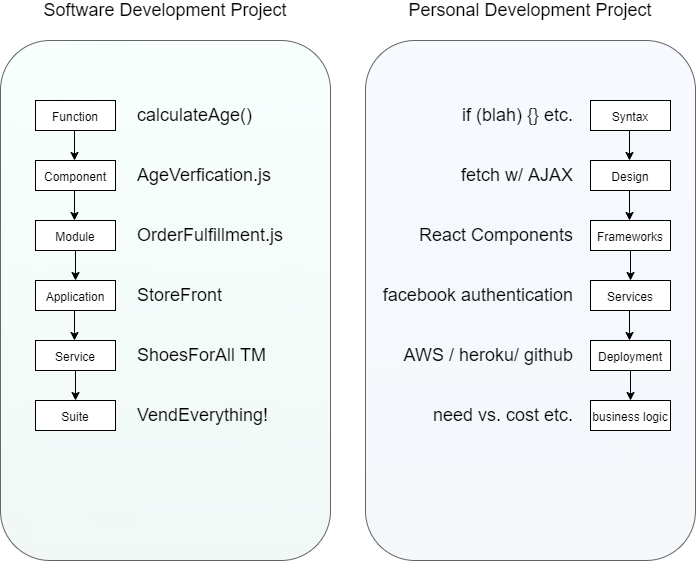 Software Development Project
Function calculateAge()
Component AgeVerfication.js
Module OrderFulfillment.js
Application StoreFront
Service ShoesForAll TM
Suite VendEverything!
Personal Development Project
if (blah) {} etc. Syntax
fetch w/ AJAX Design
React Components Frameworks
facebook authentication Services
AWS / heroku/ github Deployment
need vs. cost etc. business logic